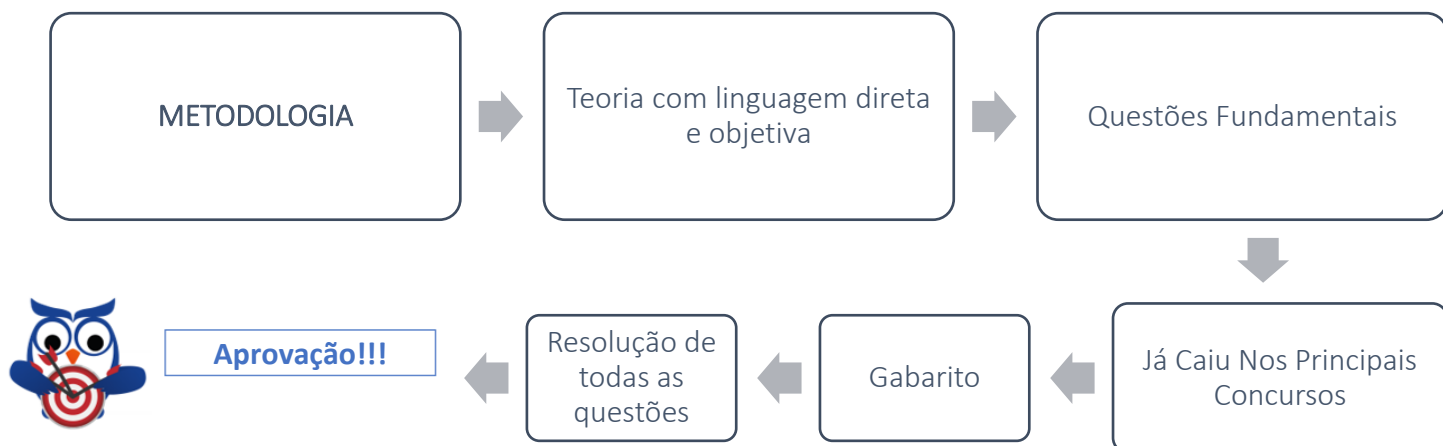 METODOLOGIA
Teoria com linguagem direta
e objetiva
Questões Fundamentais
Já Caiu Nos Principais
Concursos
Gabarito
Resolução de
todas as
questões
Aprovação!!!